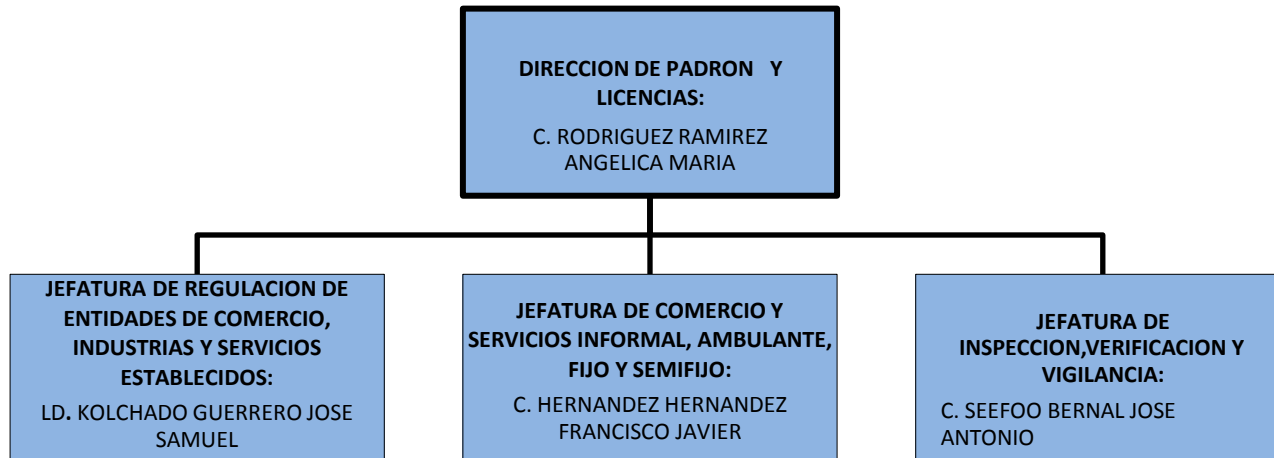 DIRECCION DE PADRON Y
LICENCIAS:
C. RODRIGUEZ RAMIREZ
ANGELICA MARIA
JEFATURA DE REGULACION DE
ENTIDADES DE COMERCIO,
INDUSTRIAS Y SERVICIOS
ESTABLECIDOS:
LD. KOLCHADO GUERRERO JOSE
SAMUEL
JEFATURA DE COMERCIO Y
SERVICIOS INFORMAL, AMBULANTE,
FIJO Y SEMIFIJO:
C. HERNANDEZ HERNANDEZ
FRANCISCO JAVIER
JEFATURA DE
INSPECCION,VERIFICACION Y
VIGILANCIA:
C. SEEFOO BERNAL JOSE
ANTONIO